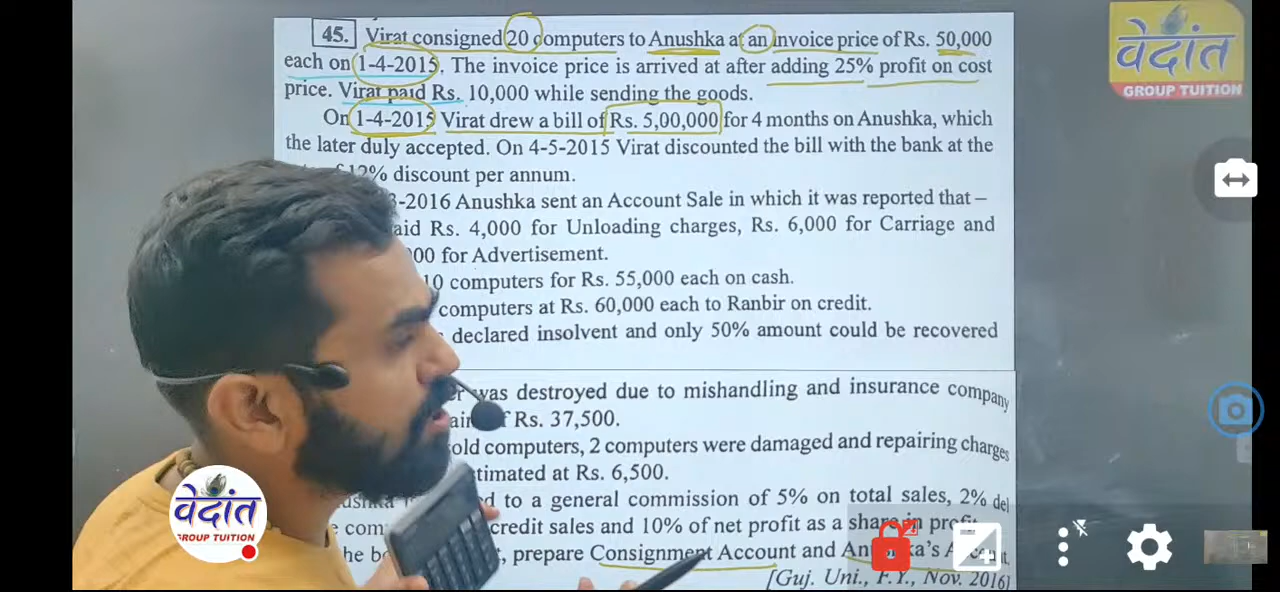 45. Virat consigned 20 computers to Anushka at an invoice price of Rs. 50,000
each on 1-4-2015. The invoice price is arrived at after adding 25% profit on cost
price. Virat paid Rs. 10,000 while sending the goods.
On 1-4-2015 Virat drew a bill of Rs. 5,00,000 for 4 months on Anushka, which
the later duly accepted. On 4-5-2015 Virat discounted the bill with the bank at the
12% discount per annum.
-2016 Anushka sent an Account Sale in which it was reported that –
Rs. 4,000 for Unloading charges, Rs. 6,000 for Carriage and
for Advertisement.
10 computers for Rs. 55,000 each on cash.
computers at Rs. 60,000 each to Ranbir on credit.
declared insolvent and only 50% amount could be recovered
was destroyed due to mishandling and insurance company
Rs. 37,500.
computers, 2 computers were damaged and repairing charges
at Rs. 6,500.
to a general commission of 5% on total sales, 2% del
credit sales and 10% of net profit as a share in
prepare Consignment Account and
[Guj. Uni., F.Y., Nov. 2016]
वेदांत
GROUP TUITION
वेदांत
GROUP TUITION